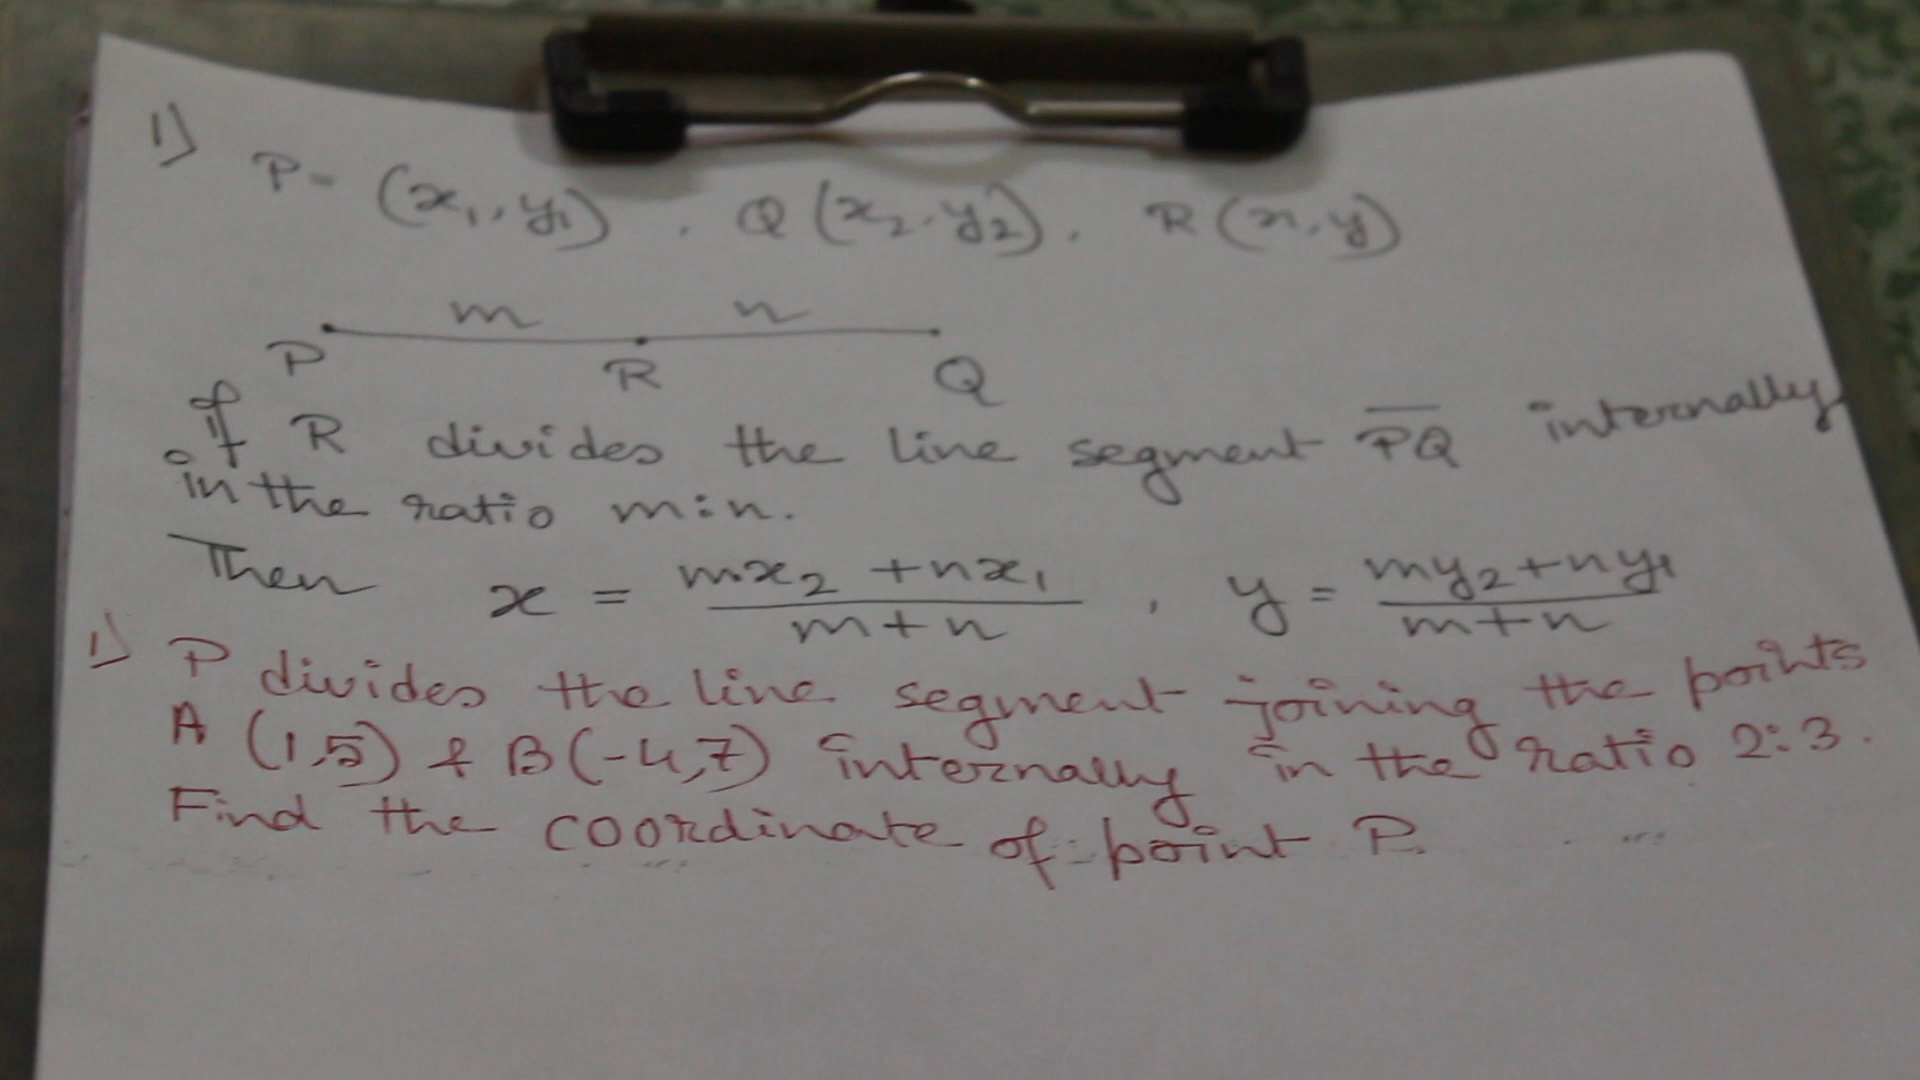 1) P- (x₁, y₁) , Q (x₂, y₂), R (x, y)
m n
P R Q
If R divides the line segment P̅Q̅ internally
in the ratio m:n.
Then x = (mx₂ + nx₁)/(m+n) , y = (my₂+ny₁)/(m+n)
1) P divides the line segment joining the points
A (1,5) & B(-4,7) internally in the ratio 2:3.
Find the coordinate of point P.